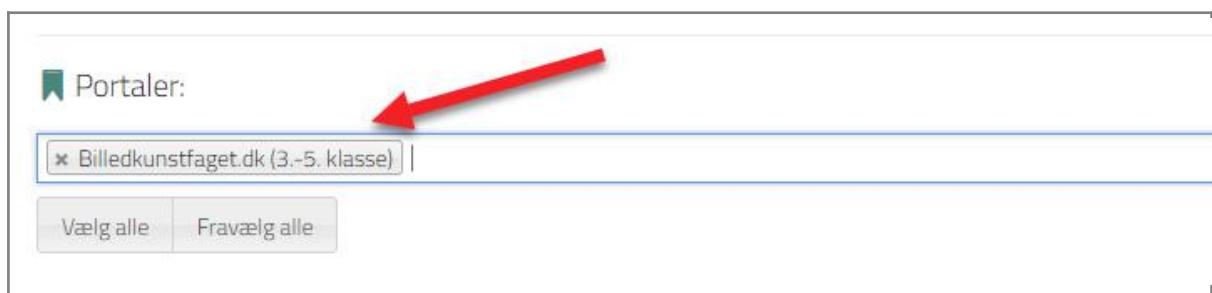 Portaler:
× Billedkunstfaget.dk (3.-5. klasse)
Vælg alle Fravælg alle